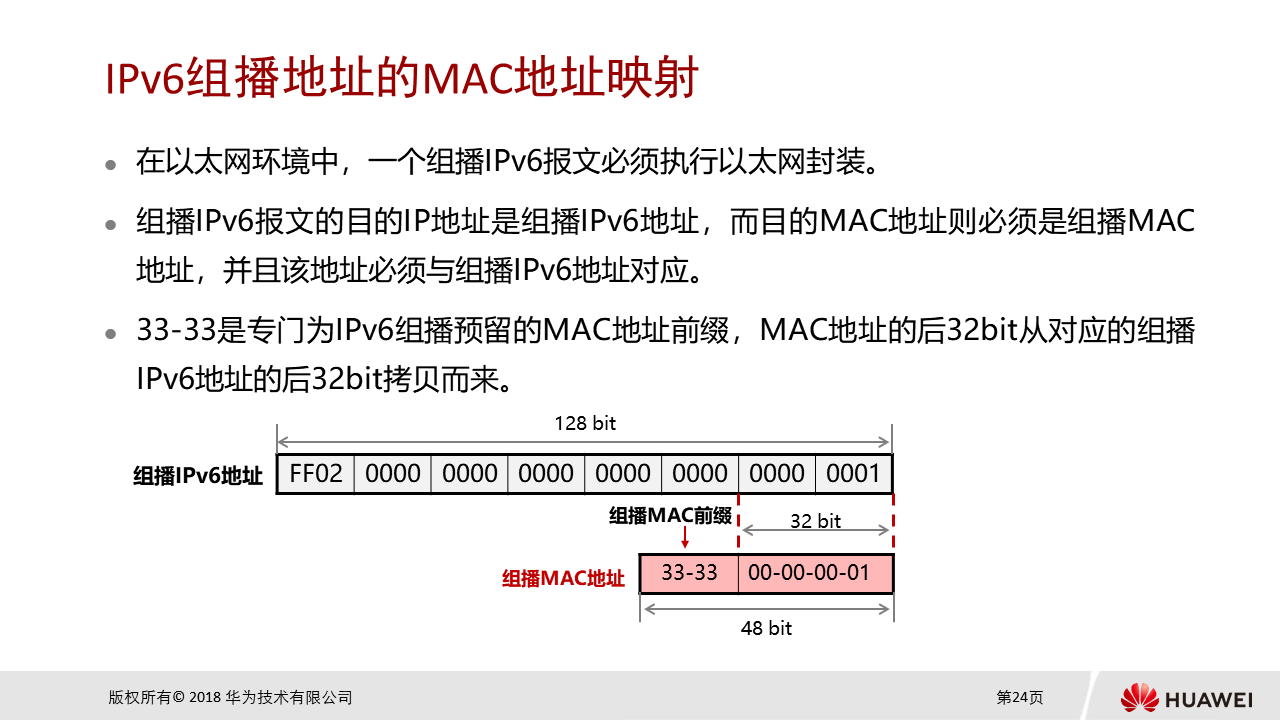 IPv6组播地址的MAC地址映射
在以太网环境中，一个组播IPv6报文必须执行以太网封装。
组播IPv6报文的目的IP地址是组播IPv6地址，而目的MAC地址则必须是组播MAC
地址，并且该地址必须与组播IPv6地址对应。
33-33是专门为IPv6组播预留的MAC地址前缀，MAC地址的后32bit从对应的组播
IPv6地址的后32bit拷贝而来。
128 bit
组播IPv6地址 FF02 0000 0000 0000 0000 0000 0000 0001
组播MAC前缀 32 bit
组播MAC地址 33-33 00-00-00-01
48 bit
版权所有© 2018 华为技术有限公司 第24页 HUAWEI